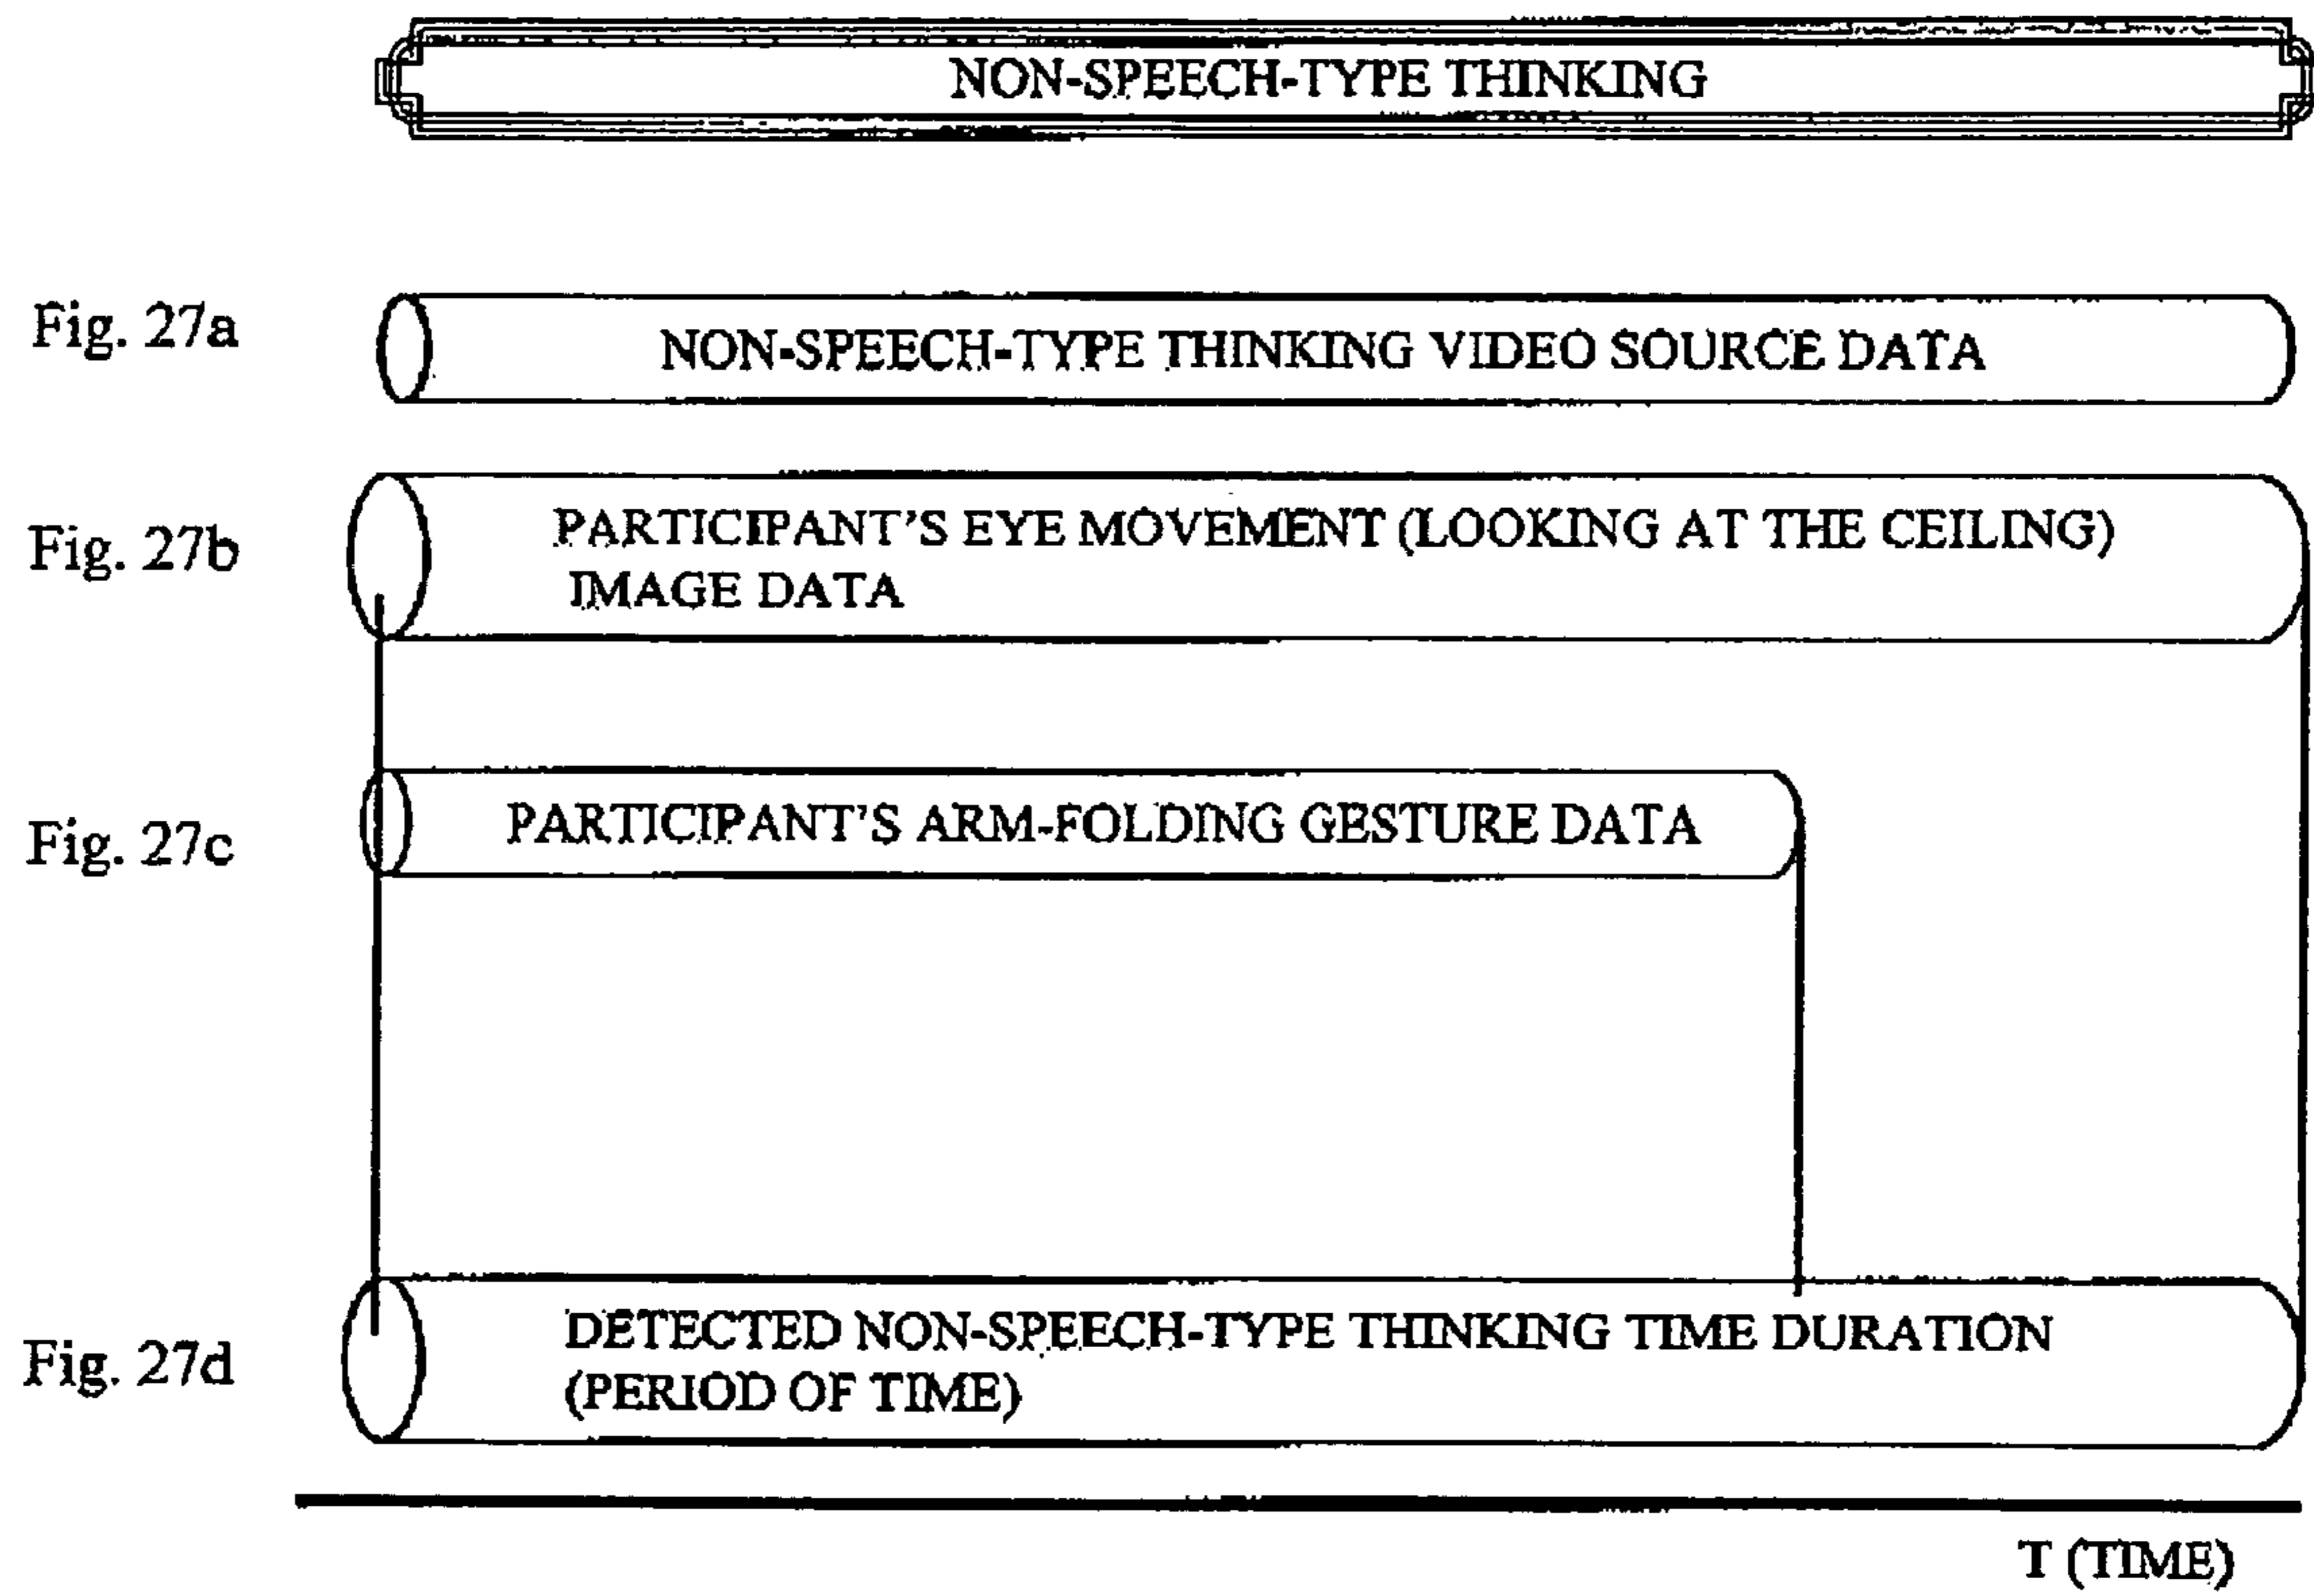 NON-SPEECH-TYPE THINKING
Fig. 27a
NON-SPEECH-TYPE THINKING VIDEO SOURCE DATA
Fig. 27b
PARTICIPANT'S EYE MOVEMENT (LOOKING AT THE CEILING)
IMAGE DATA
Fig. 27c
PARTICIPANT'S ARM-FOLDING GESTURE DATA
Fig. 27d
DETECTED NON-SPEECH-TYPE THINKING TIME DURATION
(PERIOD OF TIME)
T (TIME)